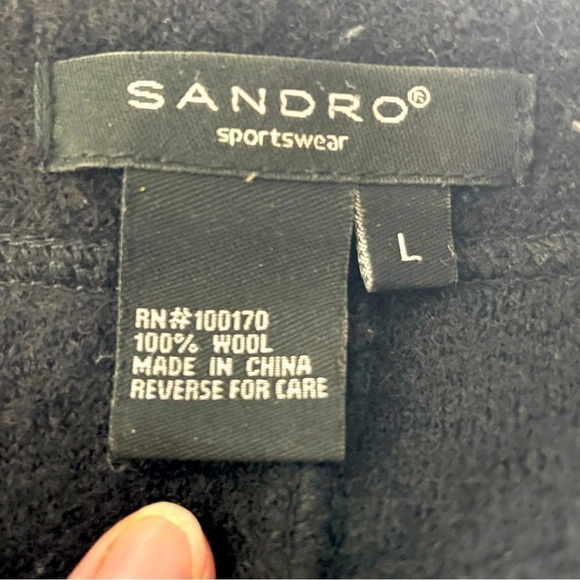 SANDRO®
sportswear
L
RN#100170
100% WOOL
MADE IN CHINA
REVERSE FOR CARE